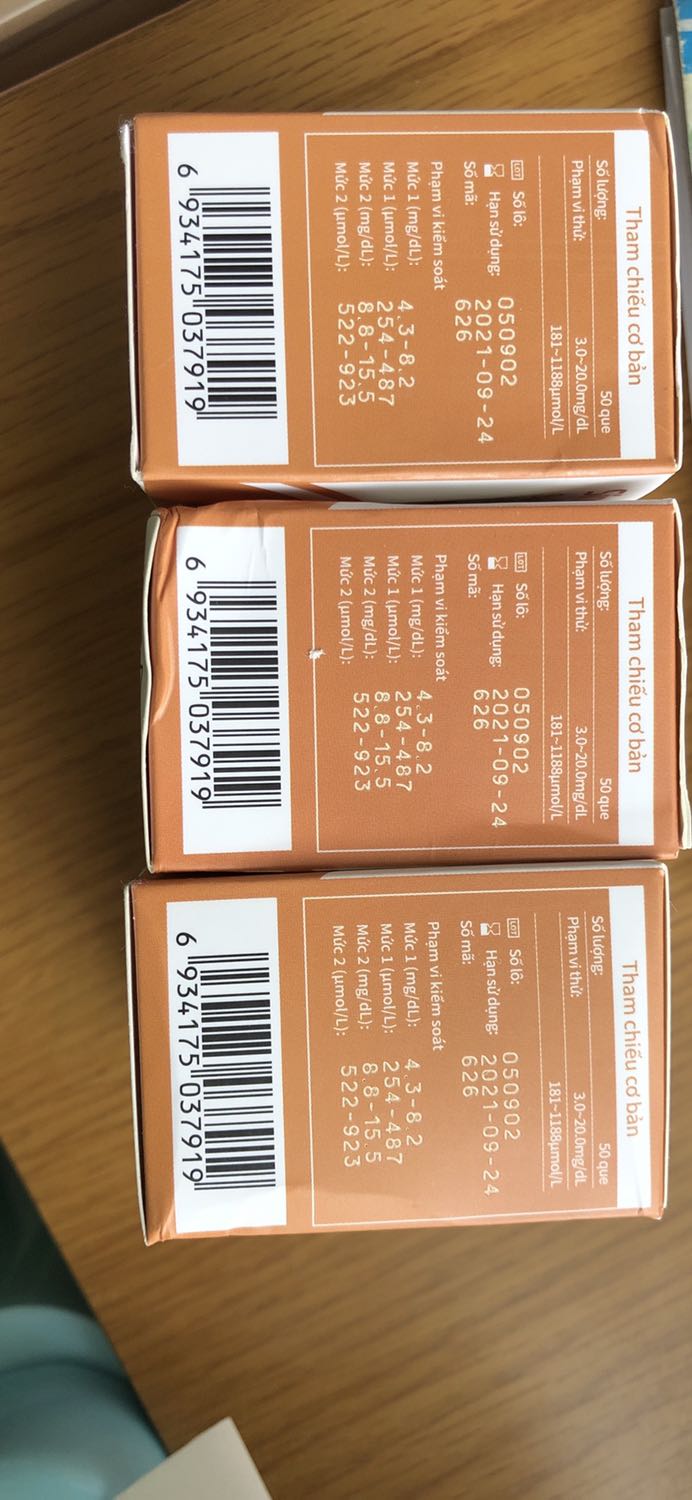 Tham chiếu cơ bản
Số lượng: 50 que
Phạm vi thử: 3.0~20.0mg/dL
181~1188µmol/L
LOT Số lô: 050902
Hạn sử dụng: 2021-09-24
Số mã: 626
Phạm vi kiểm soát
Mức 1 (mg/dL): 4.3-8.2
Mức 1 (µmol/L): 254-487
Mức 2 (mg/dL): 8.8-15.5
Mức 2 (µmol/L): 522-923
6 934175 037919
Tham chiếu cơ bản
Số lượng: 50 que
Phạm vi thử: 3.0~20.0mg/dL
181~1188µmol/L
LOT Số lô: 050902
Hạn sử dụng: 2021-09-24
Số mã: 626
Phạm vi kiểm soát
Mức 1 (mg/dL): 4.3-8.2
Mức 1 (µmol/L): 254-487
Mức 2 (mg/dL): 8.8-15.5
Mức 2 (µmol/L): 522-923
6 934175 037919
Tham chiếu cơ bản
Số lượng: 50 que
Phạm vi thử: 3.0~20.0mg/dL
181~1188µmol/L
LOT Số lô: 050902
Hạn sử dụng: 2021-09-24
Số mã: 626
Phạm vi kiểm soát
Mức 1 (mg/dL): 4.3-8.2
Mức 1 (µmol/L): 254-487
Mức 2 (mg/dL): 8.8-15.5
Mức 2 (µmol/L): 522-923
6 934175 037919